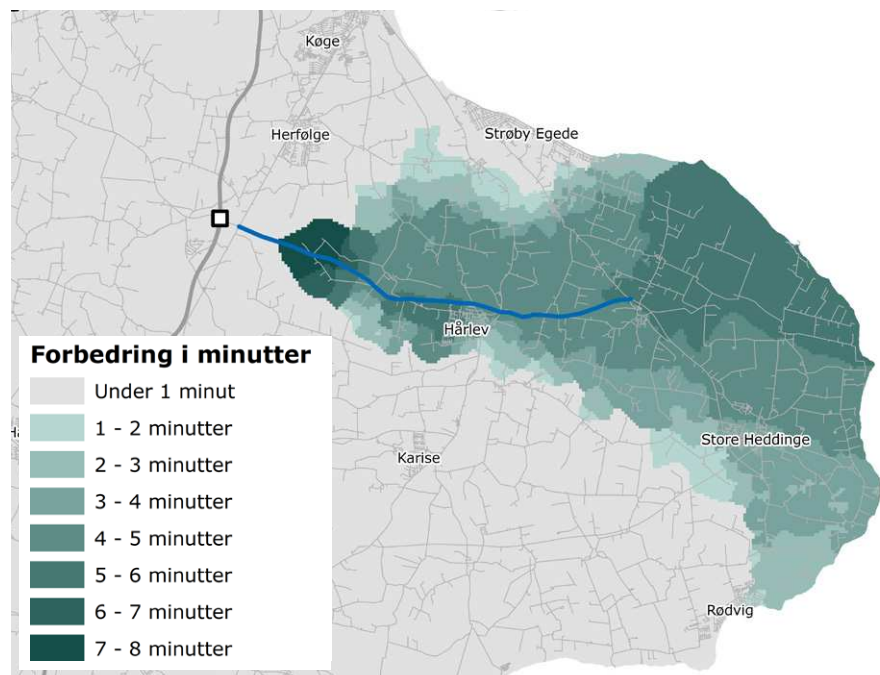 Køge
Herfølge
Strøby Egede
Hårlev
Forbedring i minutter
Under 1 minut
1 - 2 minutter
2 - 3 minutter
3 - 4 minutter
4 - 5 minutter
5 - 6 minutter
6 - 7 minutter
7 - 8 minutter
Store Heddinge
Karise
Rødvig